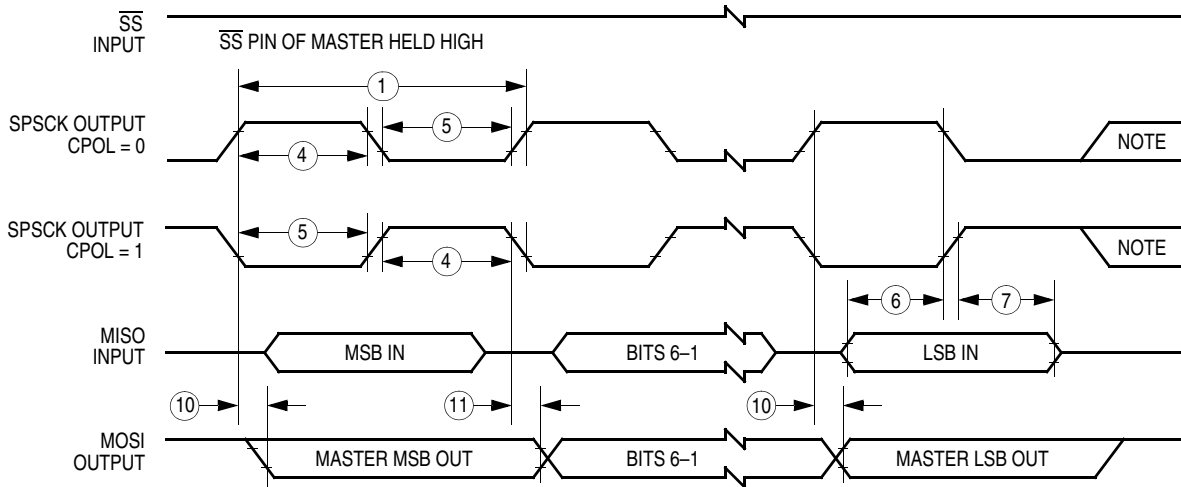 SS
INPUT
SS PIN OF MASTER HELD HIGH
1
SPSCK OUTPUT
CPOL = 0
5
4
NOTE
SPSCK OUTPUT
CPOL = 1
5
4
NOTE
6
7
MISO
INPUT
MSB IN
BITS 6–1
LSB IN
10
11
10
MOSI
OUTPUT
MASTER MSB OUT
BITS 6–1
MASTER LSB OUT